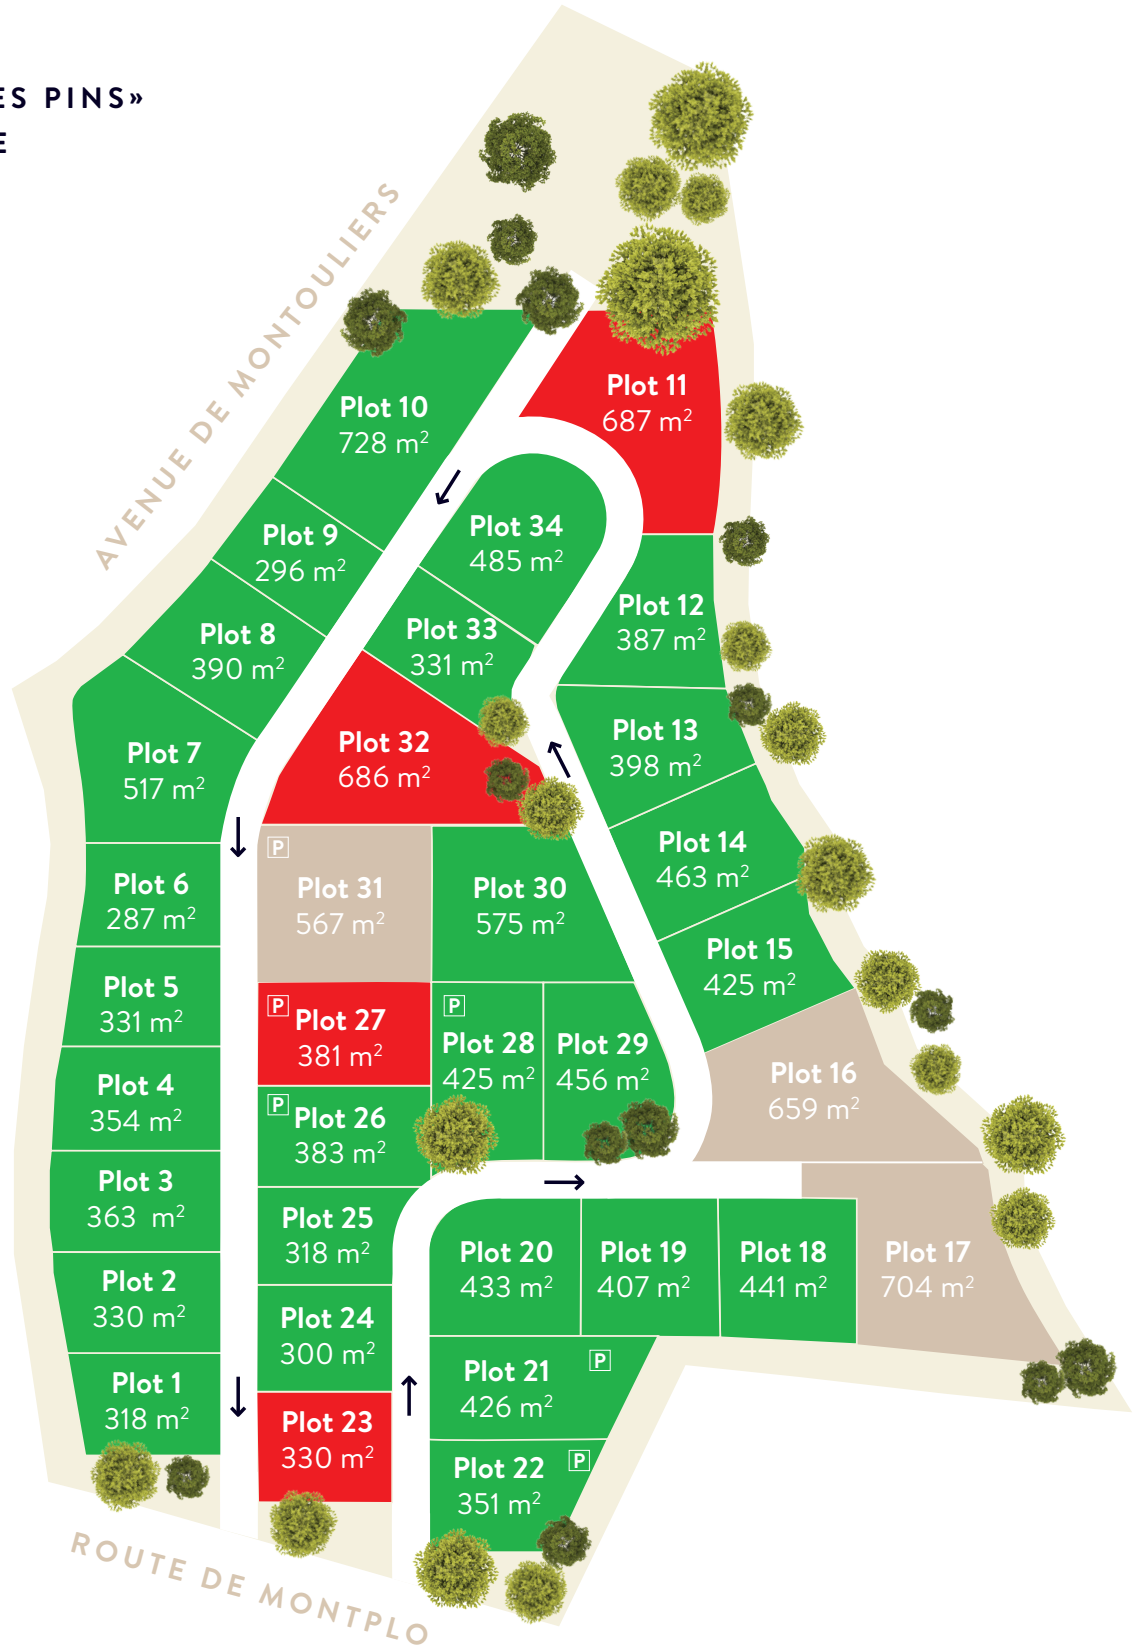 ES PINS»
E
AVENUE DE MONTOULIERS
Plot 11
687 m²
Plot 10
728 m²
Plot 34
485 m²
Plot 9
296 m²
Plot 12
387 m²
Plot 8
390 m²
Plot 33
331 m²
Plot 13
398 m²
Plot 32
686 m²
Plot 7
517 m²
Plot 14
463 m²
P
Plot 31
567 m²
Plot 30
575 m²
Plot 6
287 m²
Plot 15
425 m²
Plot 5
331 m²
P
Plot 27
381 m²
P
Plot 28
425 m²
Plot 29
456 m²
Plot 16
659 m²
Plot 4
354 m²
P
Plot 26
383 m²
Plot 3
363 m²
Plot 25
318 m²
Plot 20
433 m²
Plot 19
407 m²
Plot 18
441 m²
Plot 17
704 m²
Plot 2
330 m²
Plot 24
300 m²
Plot 21
426 m²
P
Plot 1
318 m²
Plot 23
330 m²
Plot 22
351 m²
P
ROUTE DE MONTPLO